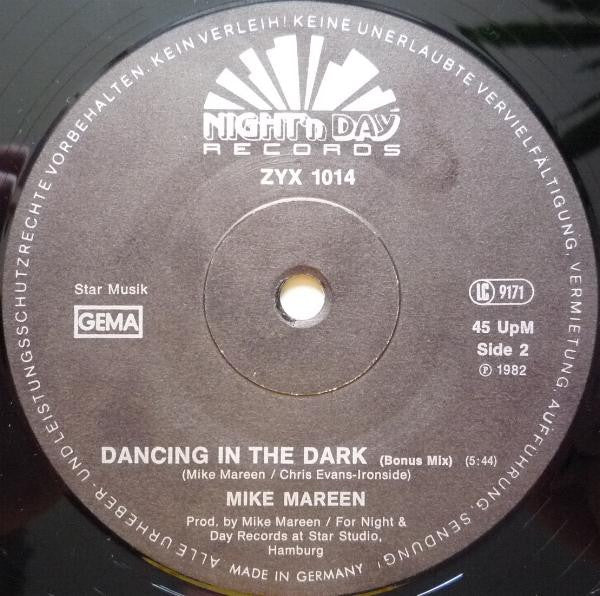 ALLE URHEBER- UND LEISTUNGSSCHUTZRECHTE VORBEHALTEN. KEIN VERLEIH! KEINE UNERLAUBTE VERVIELFÄLTIGUNG, VERMIETUNG, AUFFÜHRUNG, SENDUNG!
NIGHT'n DAY
RECORDS
ZYX 1014
Star Musik
GEMA
LC 9171
45 UpM
Side 2
℗ 1982
DANCING IN THE DARK (Bonus Mix) (5:44)
(Mike Mareen / Chris Evans-Ironside)
MIKE MAREEN
Prod. by Mike Mareen / For Night &
Day Records at Star Studio,
Hamburg
MADE IN GERMANY